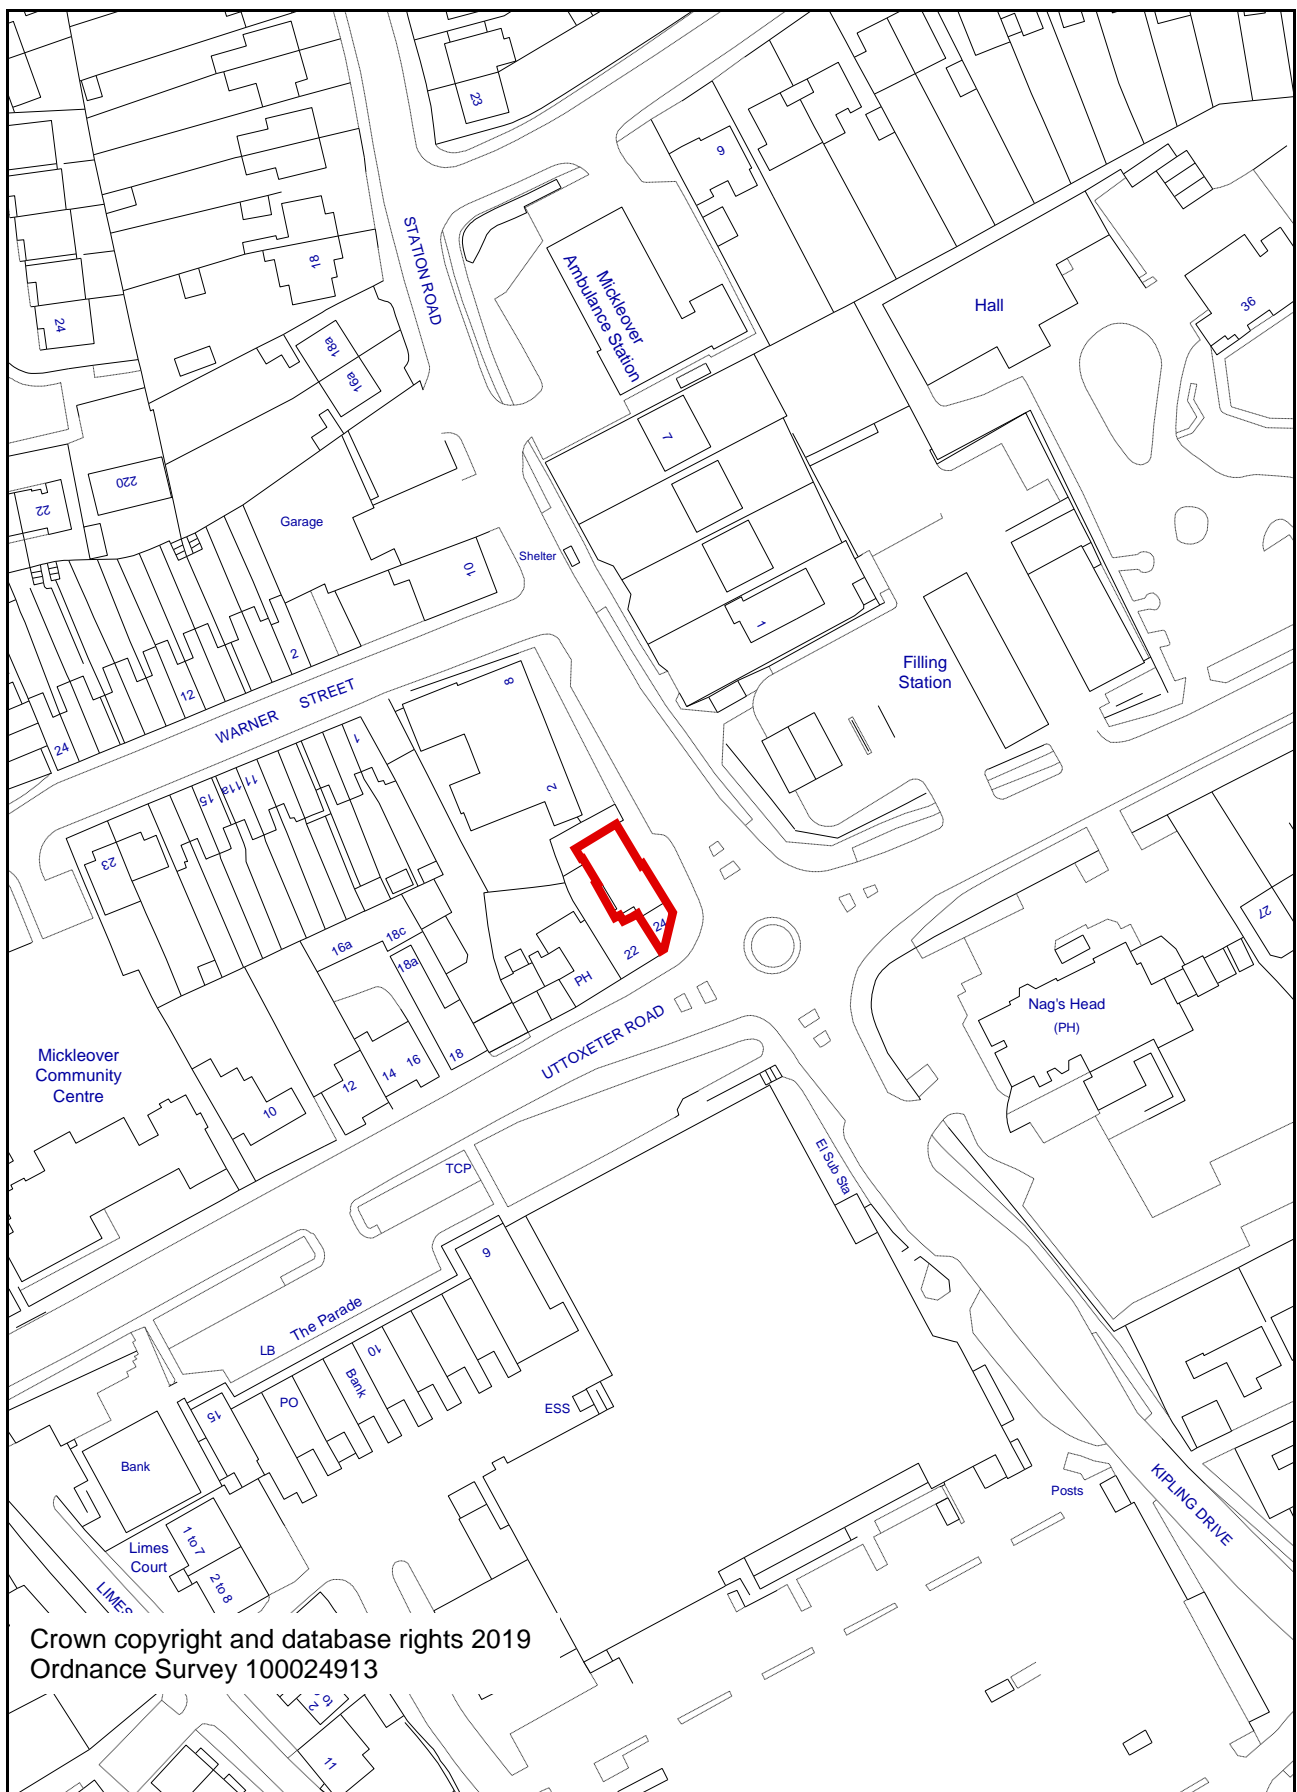 23
9
STATION ROAD
18
Mickleover
Ambulance Station
Hall
36
24
18a
16a
7
220
22
Garage
Shelter
10
1
2
12
24
WARNER STREET
Filling
Station
8
2
1
11
11a
15
23
24
22
PH
27
16a
18c
18a
Nag's Head
(PH)
UTTOXETER ROAD
Mickleover
Community
Centre
18
16
14
12
10
El Sub Sta
TCP
9
The Parade
LB
10
Bank
PO
15
ESS
Bank
Posts
KIPLING DRIVE
1 to 7
Limes
Court
2 to 8
LIMES
Crown copyright and database rights 2019
Ordnance Survey 100024913
11